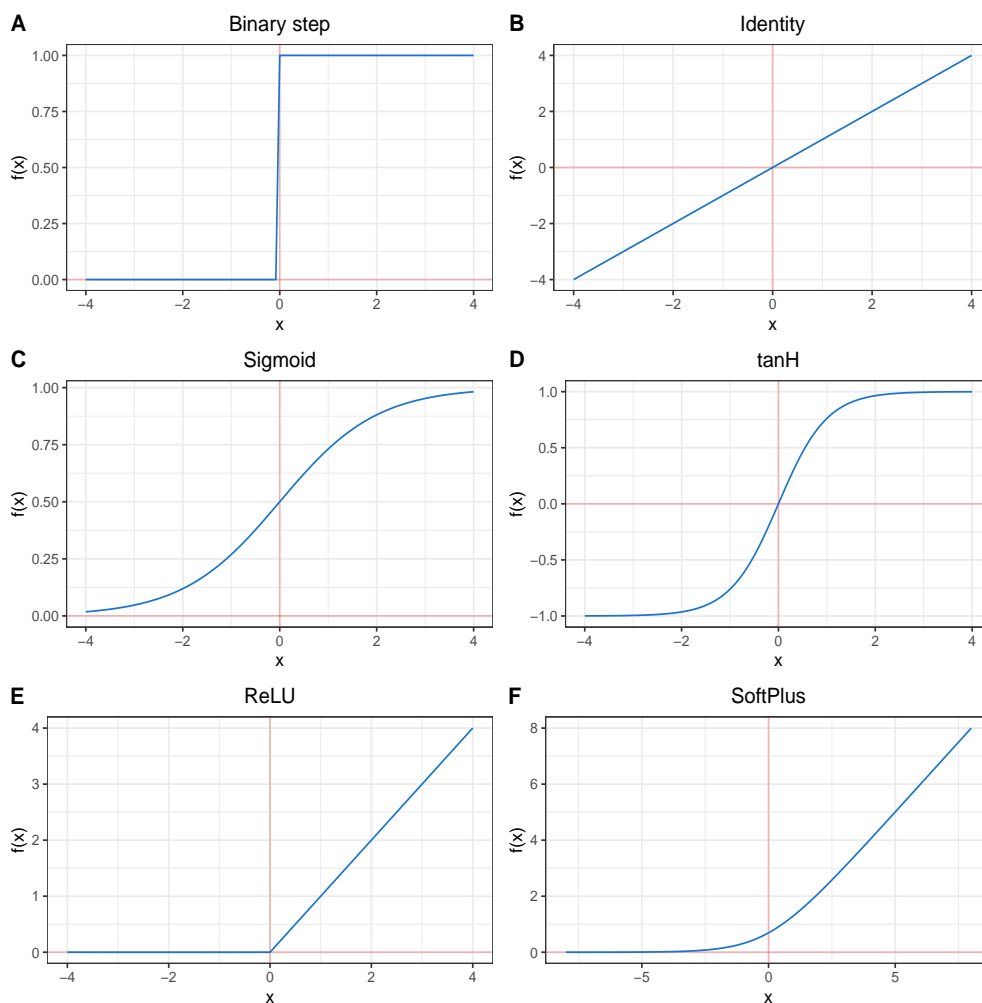 A Binary step
1.00
0.75
0.50
0.25
0.00
f(x)
−4 −2 0 2 4
x
B Identity
4
2
0
−2
−4
f(x)
−4 −2 0 2 4
x
C Sigmoid
1.00
0.75
0.50
0.25
0.00
f(x)
−4 −2 0 2 4
x
D tanH
1.0
0.5
0.0
−0.5
−1.0
f(x)
−4 −2 0 2 4
x
E ReLU
4
3
2
1
0
f(x)
−4 −2 0 2 4
x
F SoftPlus
8
6
4
2
0
f(x)
−5 0 5
x